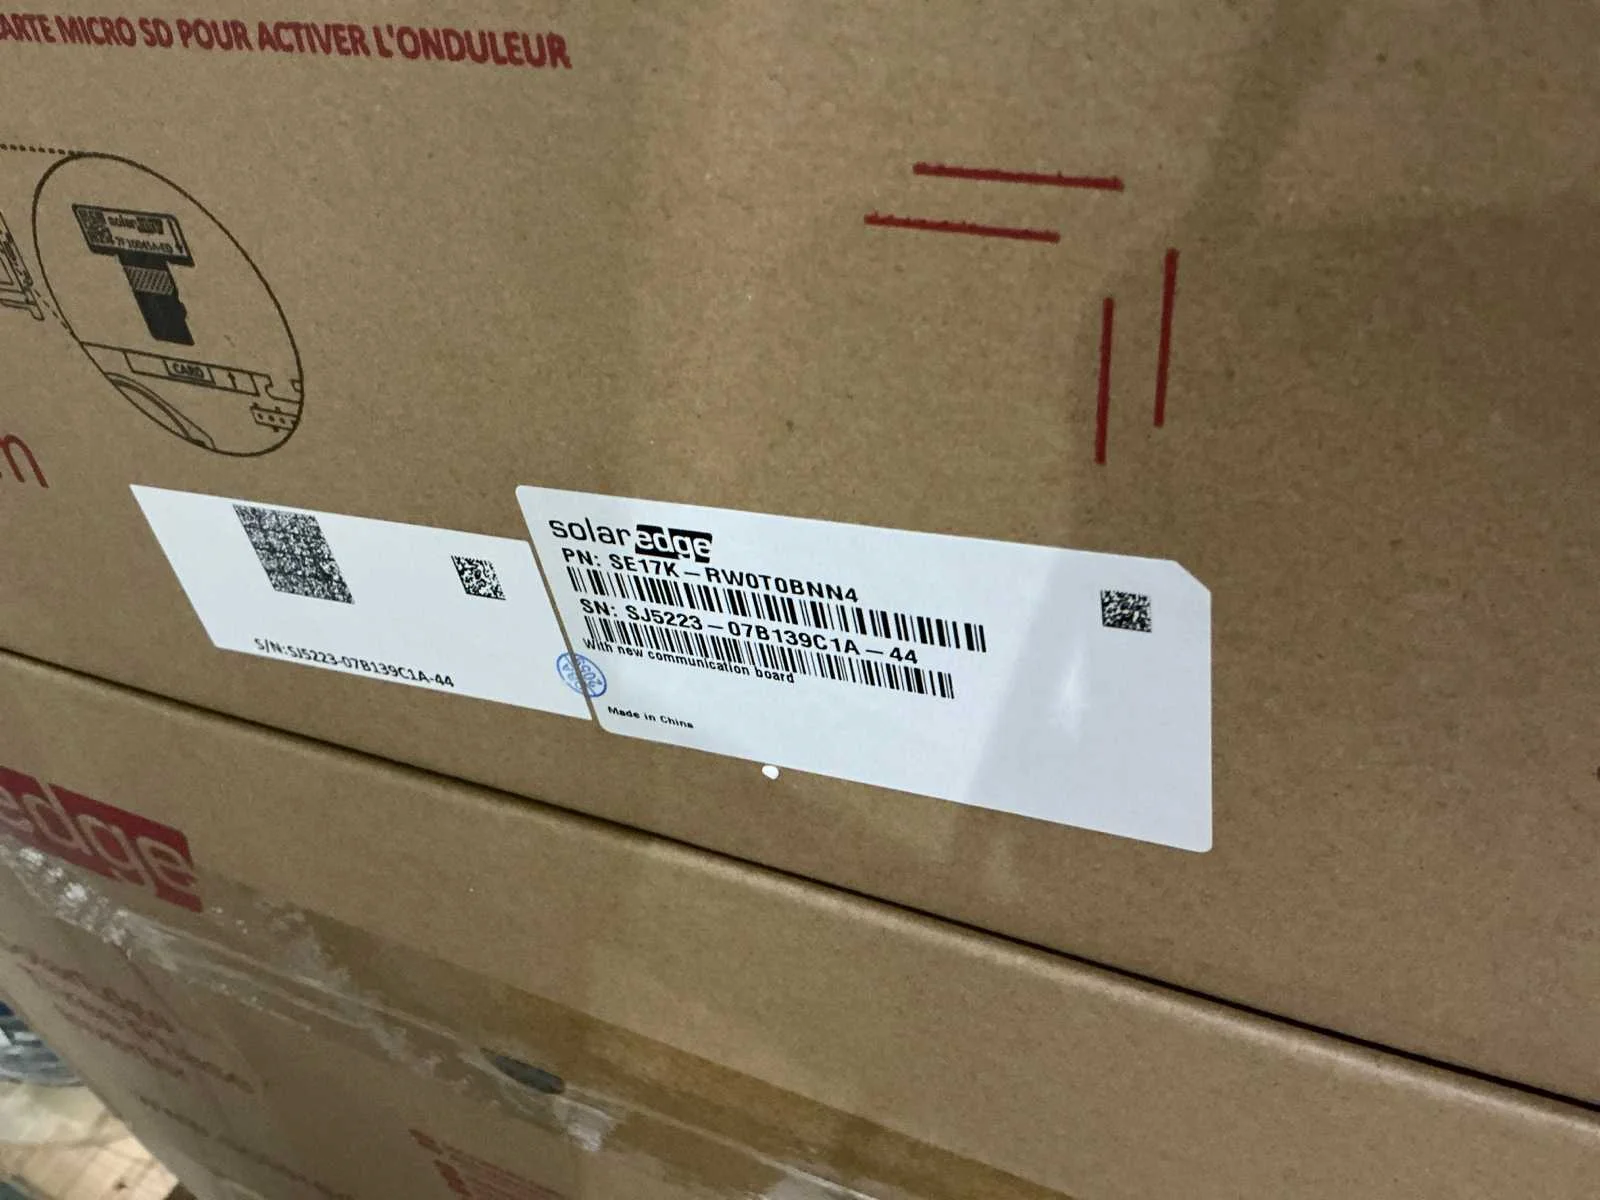 ARTE MICRO SD POUR ACTIVER L'ONDULEUR
solaredge
CARD
solaredge
PN: SE17K-RW0T0BNN4
SN: SJ5223-07B139C1A-44
With new communication board
Made in China
S/N:SJ5223-07B139C1A-44
edge